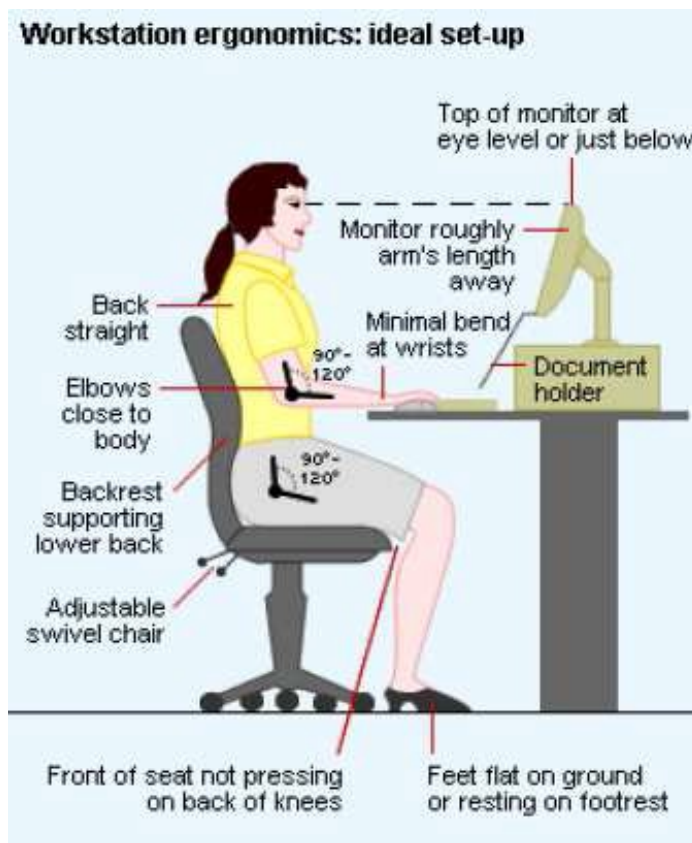 Workstation ergonomics: ideal set-up
Top of monitor at
eye level or just below
Monitor roughly
arm's length
away
Back
straight
Minimal bend
at wrists
90°-
120°
Document
holder
Elbows
close to
body
90°-
120°
Backrest
supporting
lower back
Adjustable
swivel chair
Front of seat not pressing
on back of knees
Feet flat on ground
or resting on footrest